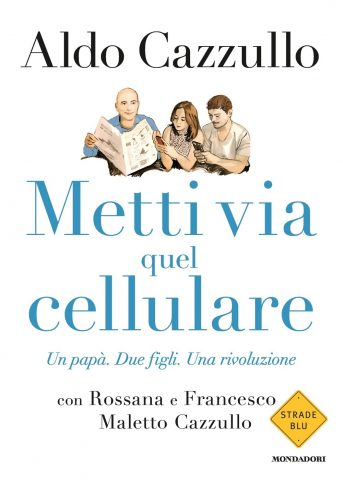 Aldo Cazzullo
Metti via
quel
cellulare
Un papà. Due figli. Una rivoluzione
con Rossana e Francesco
Maletto Cazzullo
STRADE
BLU
MONDADORI